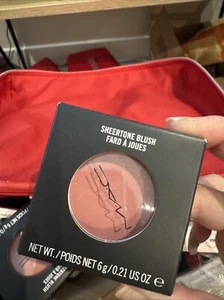 SHEERTONE BLUSH
FARD À JOUES
MAC
NET WT./POIDS NET 6 g/0.21 US OZ e